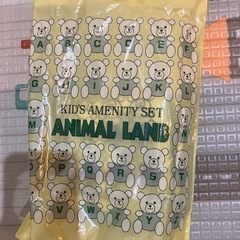 A B C D E
G H I J K L
KID'S AMENITY SET
ANIMAL LAND
P Q R S T
V W X Y